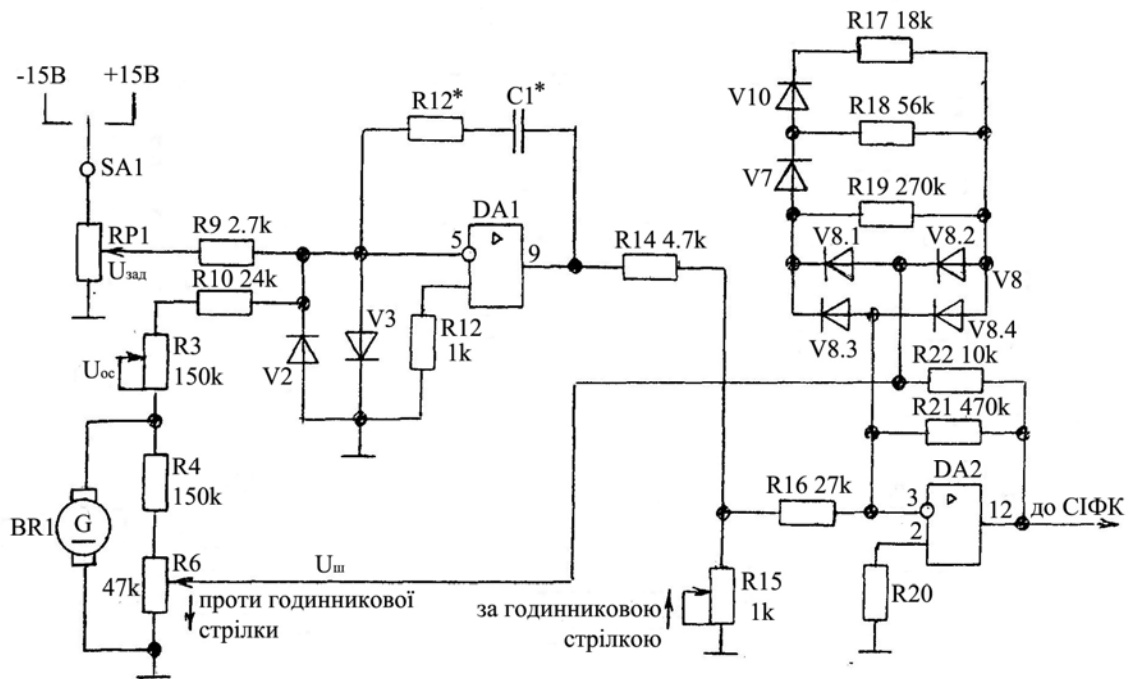 -15В +15В
SA1
RP1
Uзад
R9 2.7k
R10 24k
R3
150k
Uос
R4
150k
BR1
G
R6
47k
проти годинникової
стрілки
Uш
R12*
C1*
DA1
5
9
V3
V2
R12
1k
R14 4.7k
R17 18k
V10
R18 56k
V7
R19 270k
V8.1
V8.2
V8
V8.3
V8.4
R22 10k
R21 470k
DA2
R16 27k
3
2
12
до СІФК
R15
1k
за годинниковою
стрілкою
R20